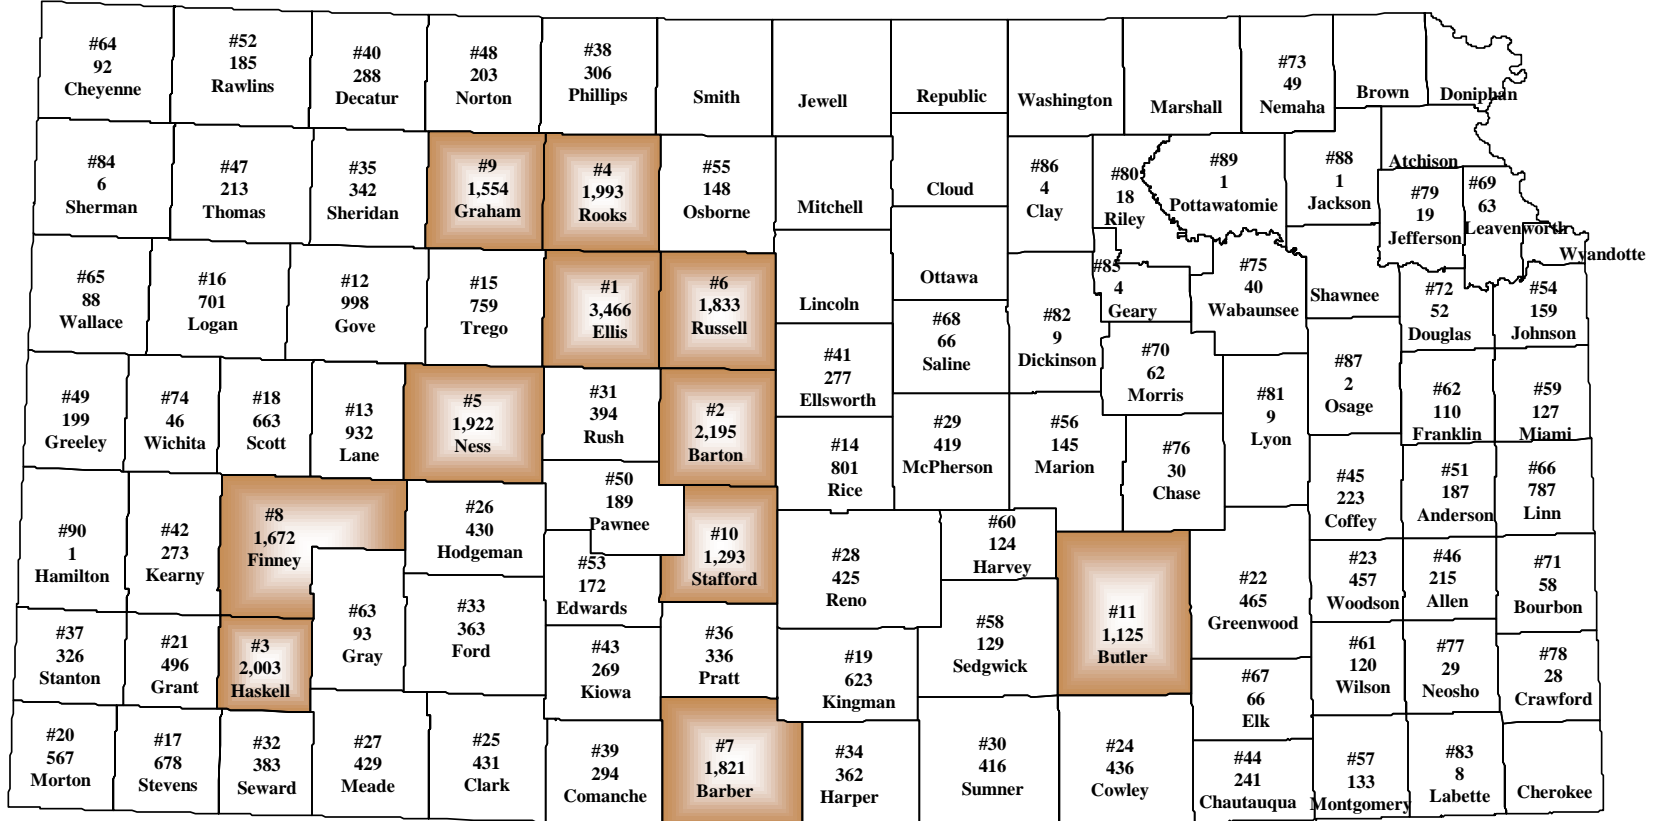 #64
92
Cheyenne
#52
185
Rawlins
#40
288
Decatur
#48
203
Norton
#38
306
Phillips
Smith
Jewell
Republic
Washington
Marshall
#73
49
Nemaha
Brown
Doniphan
#84
6
Sherman
#47
213
Thomas
#35
342
Sheridan
#9
1,554
Graham
#4
1,993
Rooks
#55
148
Osborne
Mitchell
Cloud
#86
4
Clay
#80
18
Riley
#89
1
Pottawatomie
#88
1
Jackson
Atchison
#79
19
Jefferson
#69
63
Leavenworth
Wyandotte
#65
88
Wallace
#16
701
Logan
#12
998
Gove
#15
759
Trego
#1
3,466
Ellis
#6
1,833
Russell
Lincoln
Ottawa
#68
66
Saline
#82
9
Dickinson
#85
4
Geary
#75
40
Wabaunsee
Shawnee
#72
52
Douglas
#54
159
Johnson
#49
199
Greeley
#74
46
Wichita
#18
663
Scott
#13
932
Lane
#5
1,922
Ness
#31
394
Rush
#2
2,195
Barton
#41
277
Ellsworth
#14
801
Rice
#29
419
McPherson
#56
145
Marion
#70
62
Morris
#76
30
Chase
#81
9
Lyon
#87
2
Osage
#62
110
Franklin
#59
127
Miami
#90
1
Hamilton
#42
273
Kearny
#8
1,672
Finney
#26
430
Hodgeman
#50
189
Pawnee
#53
172
Edwards
#10
1,293
Stafford
#28
425
Reno
#60
124
Harvey
#11
1,125
Butler
#22
465
Greenwood
#45
223
Coffey
#51
187
Anderson
#66
787
Linn
#23
457
Woodson
#46
215
Allen
#71
58
Bourbon
#37
326
Stanton
#21
496
Grant
#3
2,003
Haskell
#63
93
Gray
#33
363
Ford
#43
269
Kiowa
#36
336
Pratt
#19
623
Kingman
#58
129
Sedgwick
#67
66
Elk
#61
120
Wilson
#77
29
Neosho
#78
28
Crawford
#20
567
Morton
#17
678
Stevens
#32
383
Seward
#27
429
Meade
#25
431
Clark
#39
294
Comanche
#7
1,821
Barber
#34
362
Harper
#30
416
Sumner
#24
436
Cowley
#44
241
Chautauqua
#57
133
Montgomery
#83
8
Labette
Cherokee